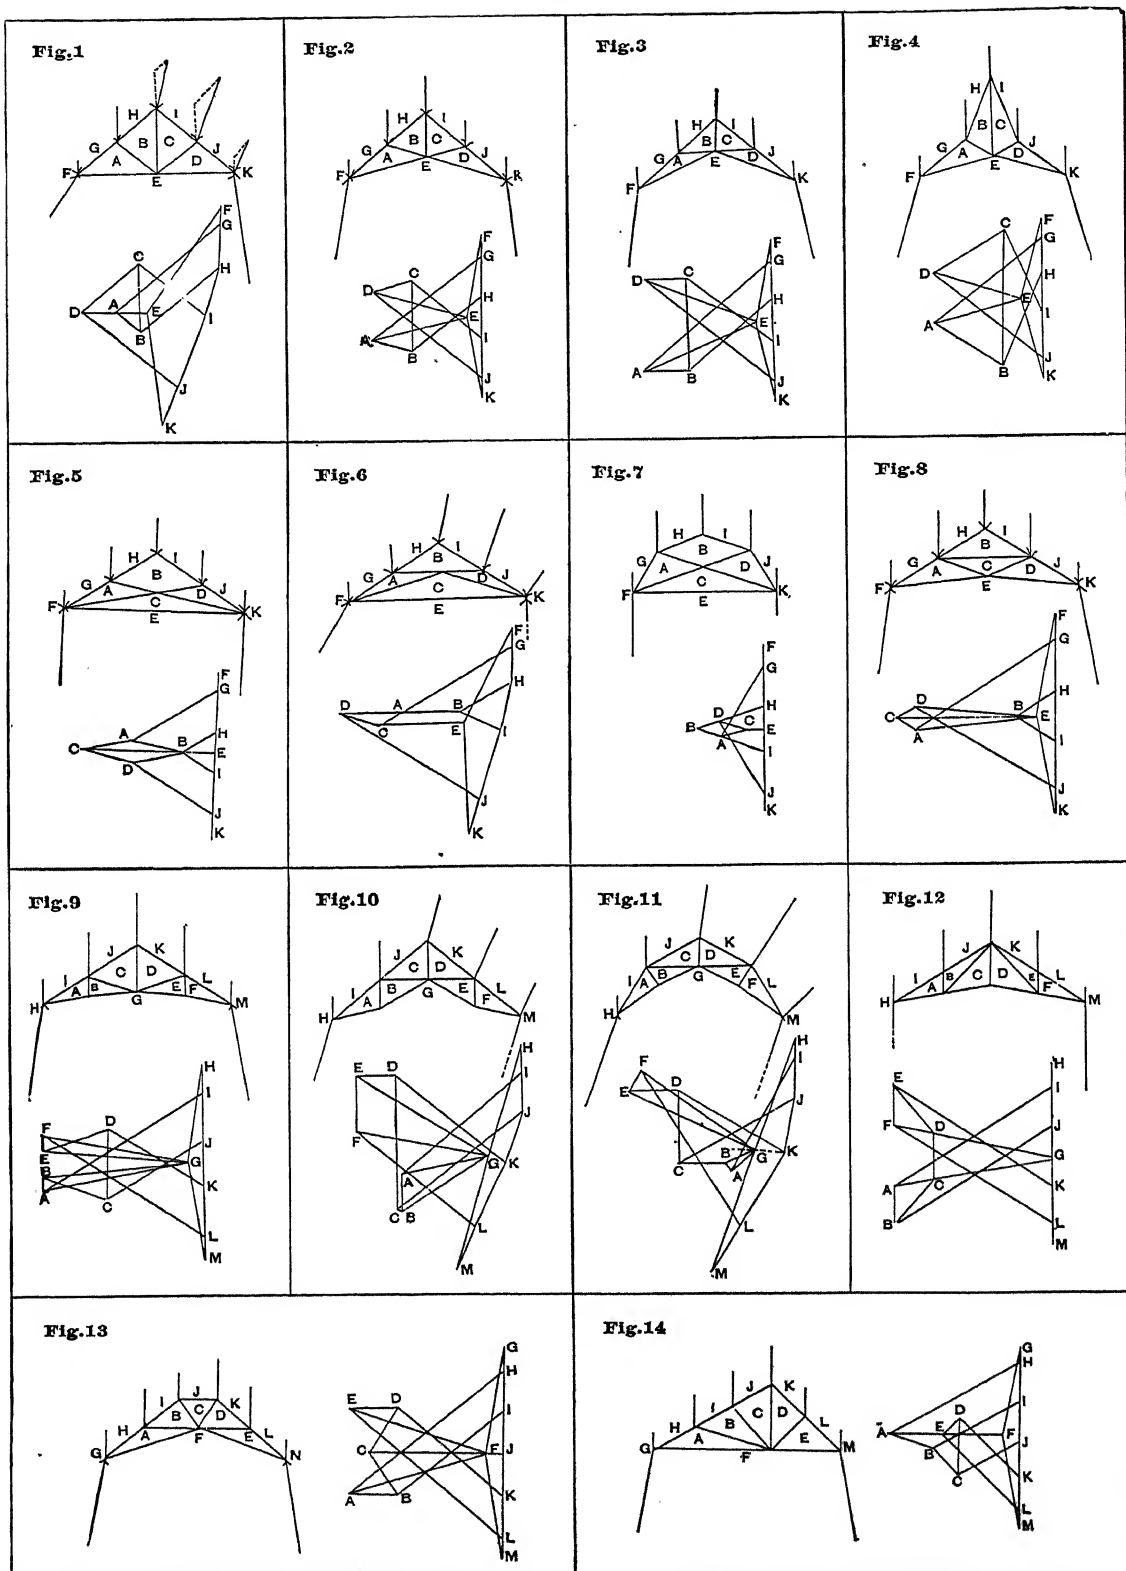 Fig.1
H I
G B C J
F A E D K
F
G
C H
D A E
B I
J
K
Fig.2
H I
G B C J
F A E D K
F
G
C
D H
E
A I
B
J
K
Fig.3
H I
G B C J
F A E D K
F
G
D C
H
E
I
A B
J
K
Fig.4
H I
B C
G J
F A E D K
C F
G
D H
E
A I
B J
K
Fig.5
H I
G B J
F A C D K
E
F
G
A B H
C E
D I
J
K
Fig.6
H I
G B J
F A C D K
E
F
G
D A B H
C E I
J
K
Fig.7
H I
G B J
F A C D K
E
F
G
D H
B C E
A I
J
K
Fig.8
H I
G B J
F A C D K
E
F
G
D B H
C E
A I
J
K
Fig.9
J K
I C D L
H A B G E F M
H
I
F D J
E
B G
A K
C
L
M
Fig.10
J K
I C D L
H A B G E F M
H
E D I
J
F
G K
A
C B L
M
Fig.11
J K
I C D L
H A B G E F M
H
F I
E D
J
B G K
C A
L
M
Fig.12
J K
I B C D E L
H A F M
H
E I
F D J
G
A C K
B L
M
Fig.13
I J K
H B C D L
G A F E N
G
H
E D
I
C F J
A B K
L
M
Fig.14
J K
I C D
H B L
G A E M
F
G
H
D I
A E F
B J
C K
L
M